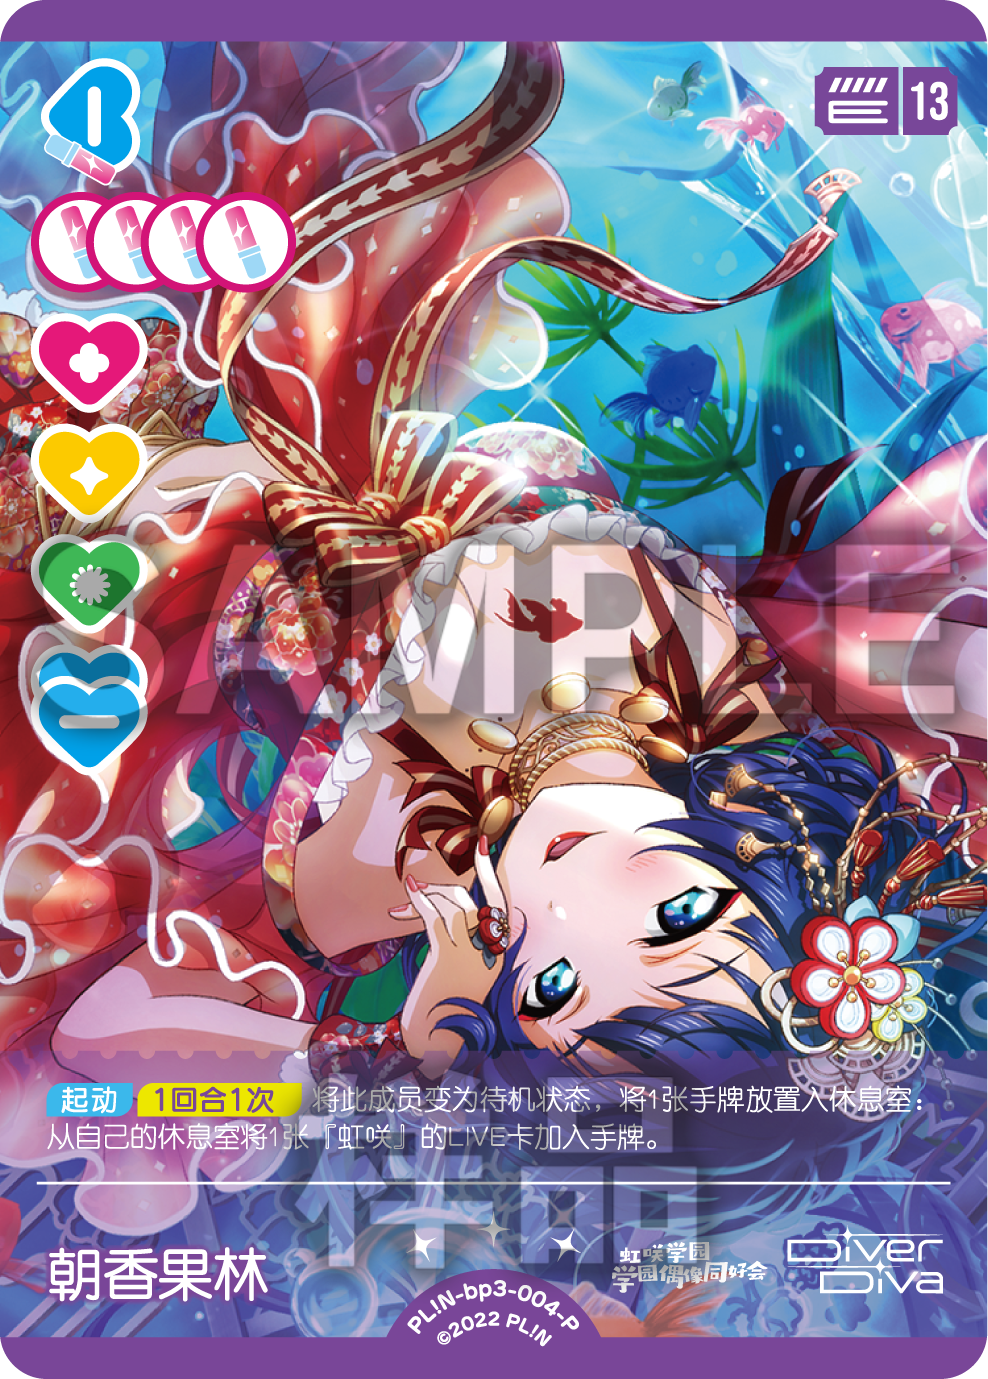 13
SAMPLE
起动 1回合1次 将此成员变为待机状态，将1张手牌放置入休息室：
从自己的休息室将1张『虹咲』的LIVE卡加入手牌。
样品
朝香果林
虹咲学园
学园偶像同好会
DiverDiva
PL!N-bp3-004-P
©2022 PL!N